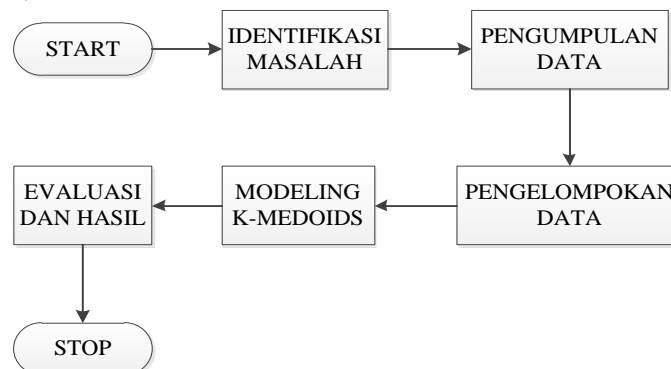 START
IDENTIFIKASI
MASALAH
PENGUMPULAN
DATA
PENGELOMPOKAN
DATA
MODELING
K-MEDOIDS
EVALUASI
DAN HASIL
STOP